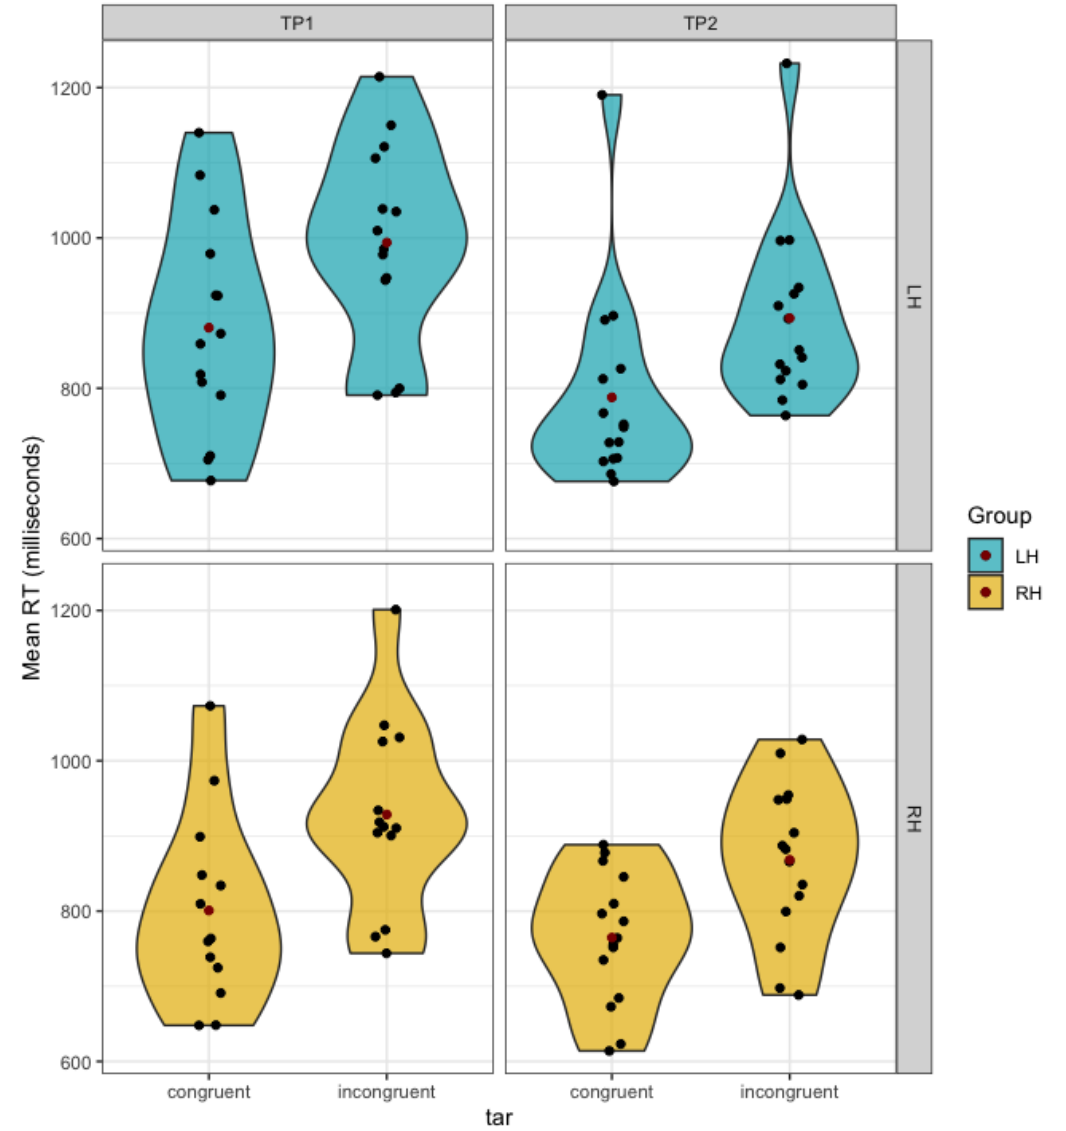 TP1
TP2
1200
1000
800
600
LH
1200
1000
800
600
RH
Mean RT (milliseconds)
congruent
incongruent
congruent
incongruent
tar
Group
LH
RH